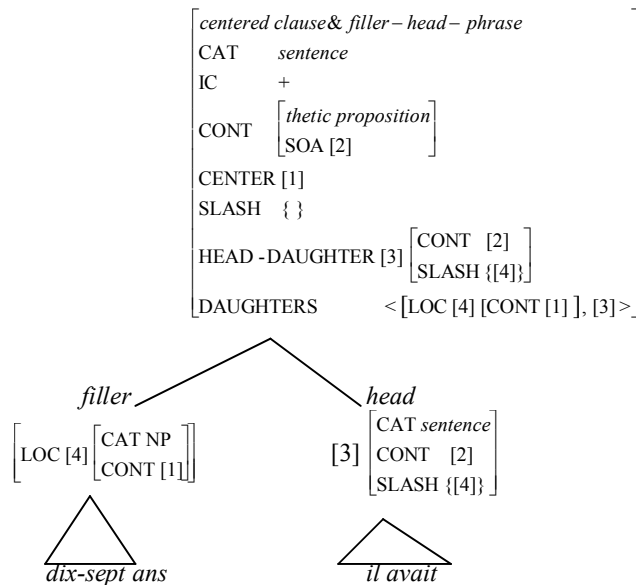 centered clause& filler – head – phrase
CAT sentence
IC +
CONT [thetic proposition
SOA [2]]
CENTER [1]
SLASH { }
HEAD -DAUGHTER [3] [CONT [2]
SLASH {[4]}]
DAUGHTERS <[LOC [4] [CONT [1] ], [3] >
filler head
[LOC [4] [CAT NP
CONT [1]]]
[3] [CAT sentence
CONT [2]
SLASH {[4]}]
dix-sept ans il avait